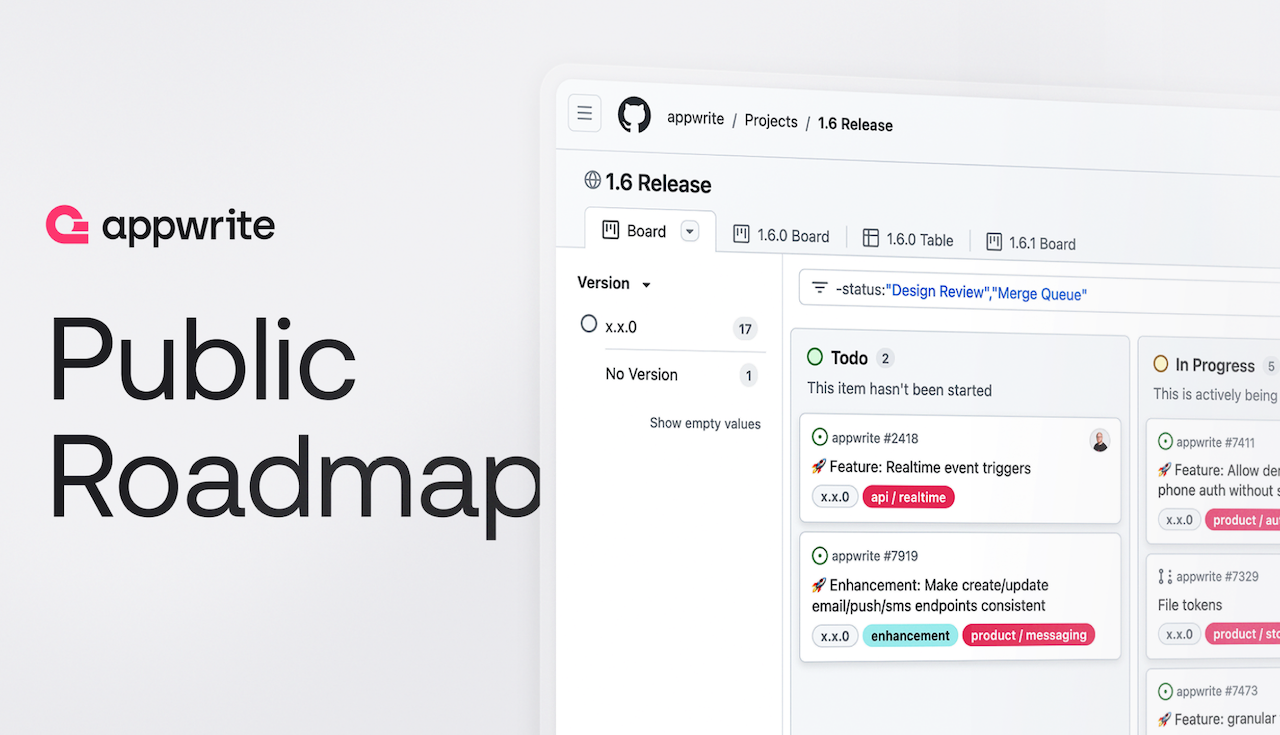 appwrite
Public
Roadmap
appwrite / Projects / 1.6 Release
1.6 Release
Board
1.6.0 Board
1.6.0 Table
1.6.1 Board
Version
x.x.0
17
No Version
1
Show empty values
-status:"Design Review","Merge Queue"
Todo 2
This item hasn't been started
appwrite #2418
🚀 Feature: Realtime event triggers
x.x.0 api / realtime
appwrite #7919
🚀 Enhancement: Make create/update
email/push/sms endpoints consistent
x.x.0 enhancement product / messaging
In Progress 5
This is actively being
appwrite #7411
🚀 Feature: Allow
phone auth without
x.x.0 product /
appwrite #7329
File tokens
x.x.0 product /
appwrite #7473
🚀 Feature: granular